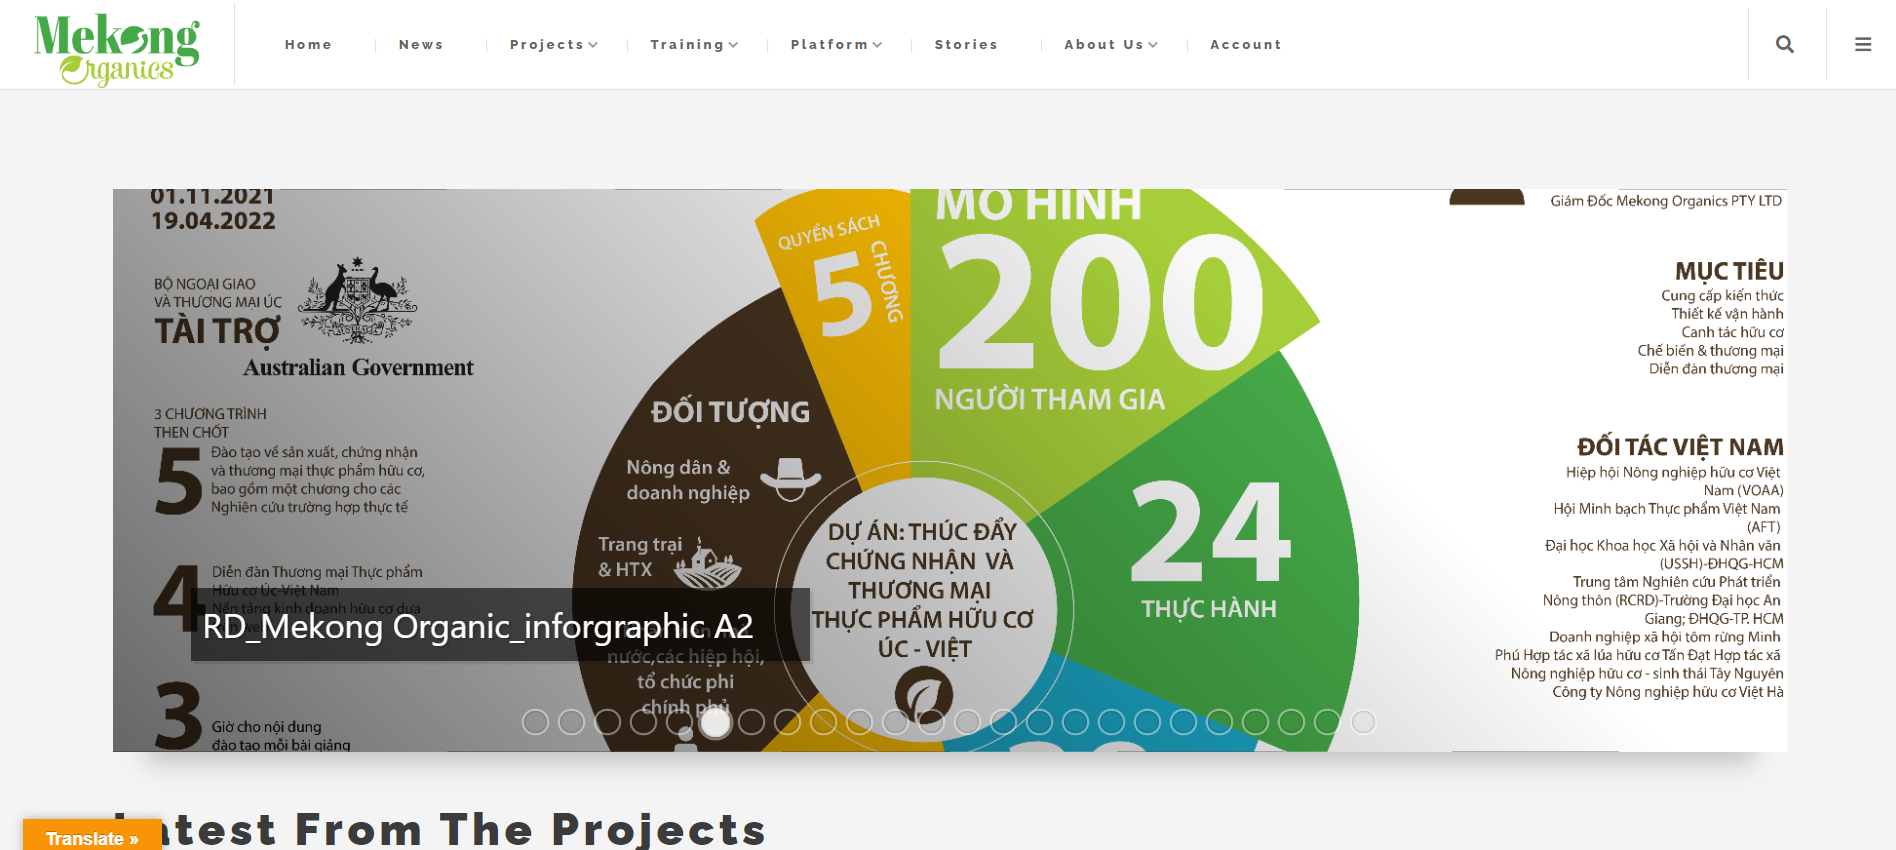 Mekong
Organics
Home
News
Projects
Training
Platform
Stories
About Us
Account
01.11.2021
19.04.2022
BỘ NGOẠI GIAO
VÀ THƯƠNG MẠI ÚC
TÀI TRỢ
AUSTRALIA
Australian Government
3 CHƯƠNG TRÌNH
THEN CHỐT
5
Đào tạo về sản xuất, chứng nhận
và thương mại thực phẩm hữu cơ,
bao gồm một chương cho các
Nghiên cứu trường hợp thực tế
4
Diễn đàn Thương mại Thực phẩm
Hữu cơ Úc-Việt Nam
Nền tảng kinh doanh hữu cơ dựa
3
Giờ cho nội dung
đào tạo mỗi bài giảng
RD_Mekong Organic_inforgraphic A2
QUYỂN SÁCH
5
CHƯƠNG
MÔ HÌNH
200
NGƯỜI THAM GIA
ĐỐI TƯỢNG
Nông dân &
doanh nghiệp
Trang trại
& HTX
nước,các hiệp hội,
tổ chức phi
chính phủ
24
THỰC HÀNH
DỰ ÁN: THÚC ĐẨY
CHỨNG NHẬN VÀ
THƯƠNG MẠI
THỰC PHẨM HỮU CƠ
ÚC - VIỆT
Giám Đốc Mekong Organics PTY LTD
MỤC TIÊU
Cung cấp kiến thức
Thiết kế vận hành
Canh tác hữu cơ
Chế biến & thương mại
Diễn đàn thương mại
ĐỐI TÁC VIỆT NAM
Hiệp hội Nông nghiệp hữu cơ Việt
Nam (VOAA)
Hội Minh bạch Thực phẩm Việt Nam
(AFT)
Đại học Khoa học Xã hội và Nhân văn
(USSH)-ĐHQG-HCM
Trung tâm Nghiên cứu Phát triển
Nông thôn (RCRD)-Trường Đại học An
Giang; ĐHQG-TP. HCM
Doanh nghiệp xã hội tôm rừng Minh
Phú Hợp tác xã lúa hữu cơ Tấn Đạt Hợp tác xã
Nông nghiệp hữu cơ - sinh thái Tây Nguyên
Công ty Nông nghiệp hữu cơ Việt Hà
Latest From The Projects
Translate »